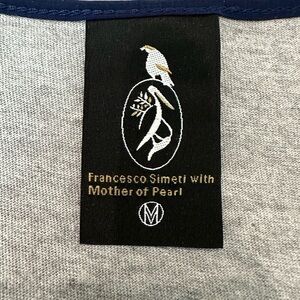 Francesco Simeti with
Mother of Pearl
M